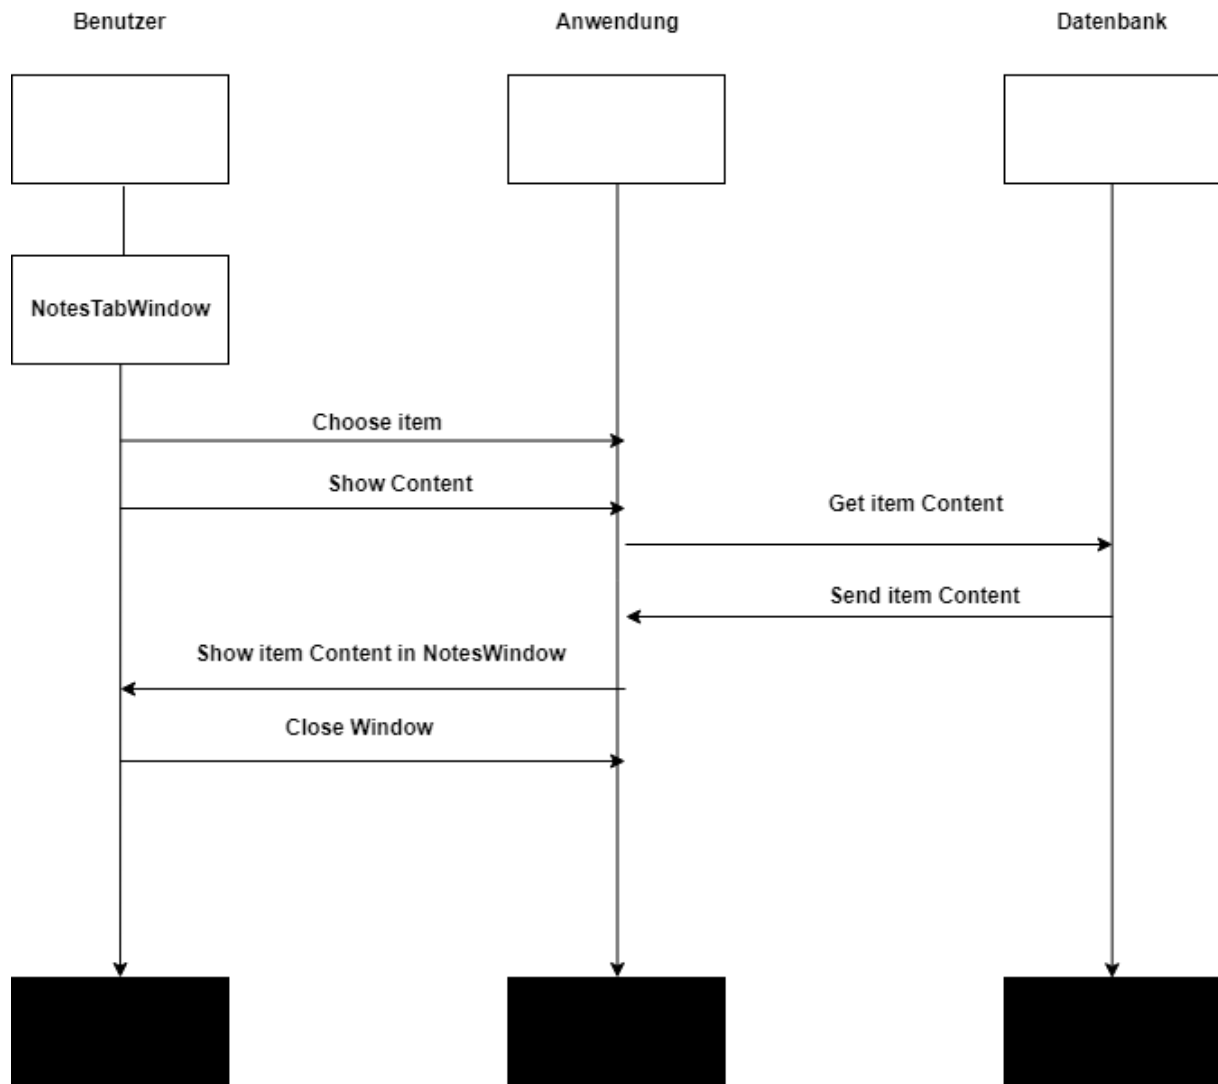 Benutzer
Anwendung
Datenbank
NotesTabWindow
Choose item
Show Content
Get item Content
Send item Content
Show item Content in NotesWindow
Close Window